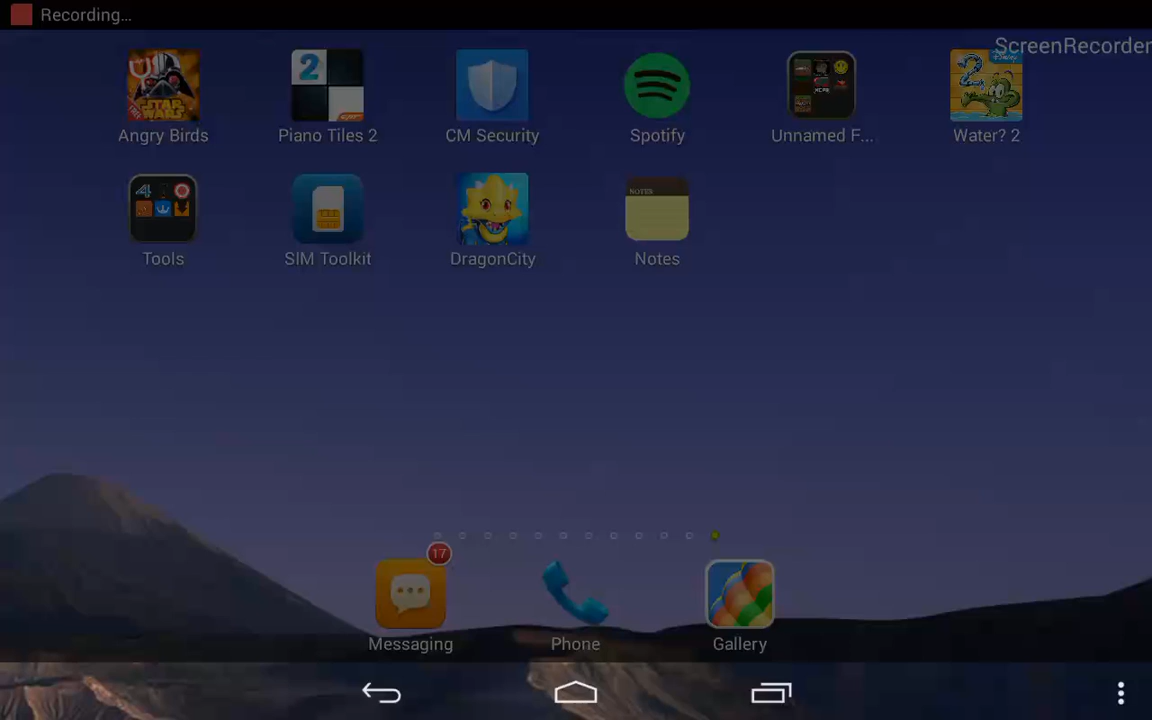 Recording...
ScreenRecorder
Angry Birds
Piano Tiles 2
CM Security
Spotify
Unnamed F...
Water? 2
Tools
SIM Toolkit
DragonCity
NOTES
Notes
17
Messaging
Phone
Gallery